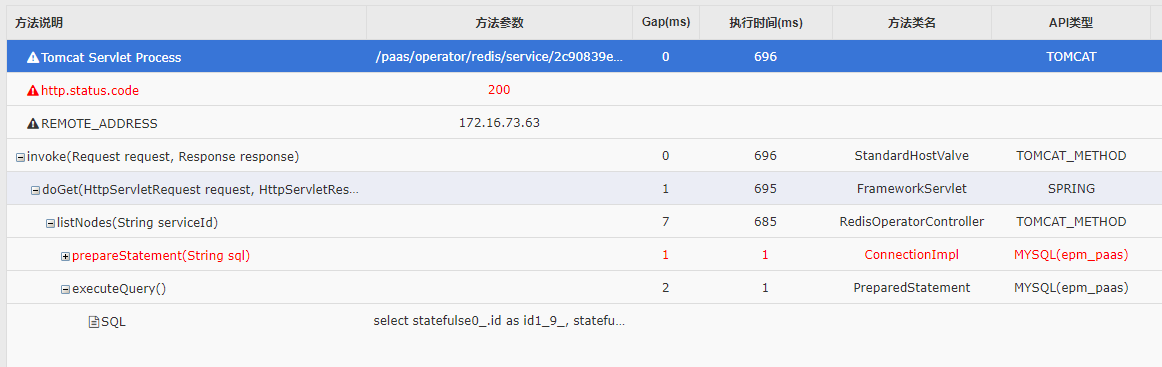 方法说明 方法参数 Gap(ms) 执行时间(ms) 方法类名 API类型
Tomcat Servlet Process /paas/operator/redis/service/2c90839e... 0 696 TOMCAT
http.status.code 200
REMOTE_ADDRESS 172.16.73.63
invoke(Request request, Response response) 0 696 StandardHostValve TOMCAT_METHOD
doGet(HttpServletRequest request, HttpServletRes... 1 695 FrameworkServlet SPRING
listNodes(String serviceId) 7 685 RedisOperatorController TOMCAT_METHOD
prepareStatement(String sql) 1 1 ConnectionImpl MYSQL(epm_paas)
executeQuery() 2 1 PreparedStatement MYSQL(epm_paas)
SQL select statefulse0_.id as id1_9_, statefu...